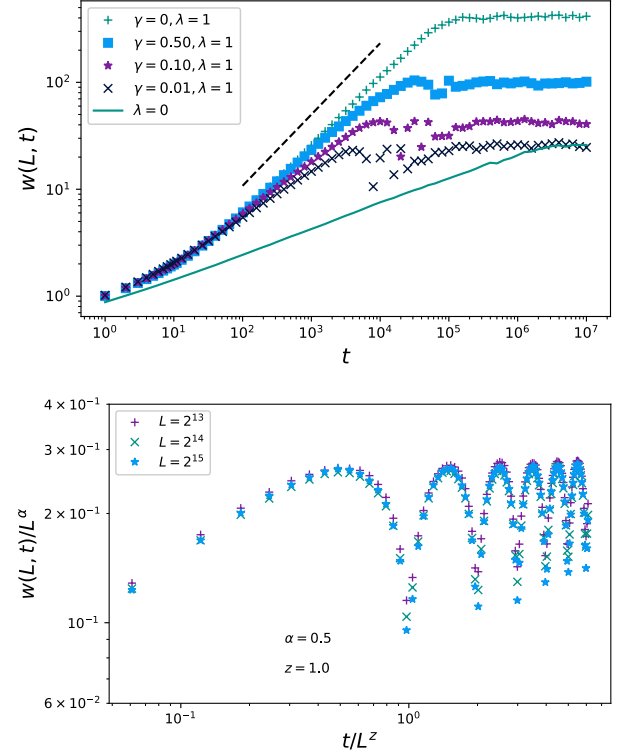 γ = 0, λ = 1
γ = 0.50, λ = 1
γ = 0.10, λ = 1
γ = 0.01, λ = 1
λ = 0
10²
10¹
10⁰
w(L, t)
10⁰ 10¹ 10² 10³ 10⁴ 10⁵ 10⁶ 10⁷
t
4 × 10⁻¹
3 × 10⁻¹
2 × 10⁻¹
10⁻¹
6 × 10⁻²
w(L, t)/L^α
L = 2¹³
L = 2¹⁴
L = 2¹⁵
α = 0.5
z = 1.0
10⁻¹ 10⁰
t/L^z